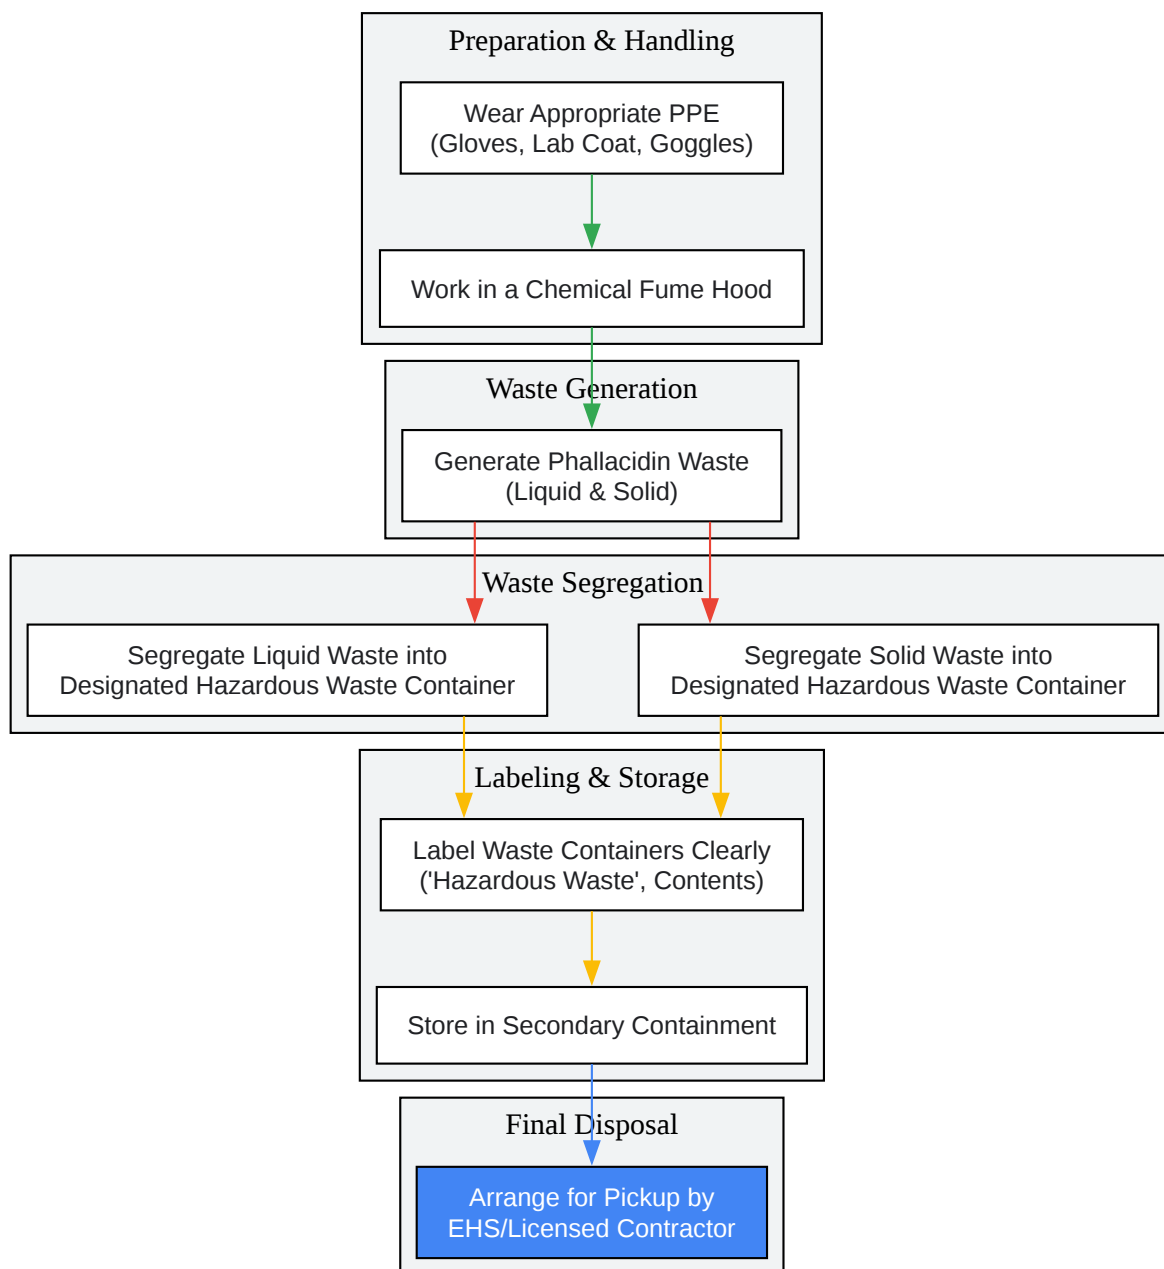 Preparation & Handling
Wear Appropriate PPE
(Gloves, Lab Coat, Goggles)
Work in a Chemical Fume Hood
Waste Generation
Generate Phallacidin Waste
(Liquid & Solid)
Waste Segregation
Segregate Liquid Waste into
Designated Hazardous Waste Container
Segregate Solid Waste into
Designated Hazardous Waste Container
Labeling & Storage
Label Waste Containers Clearly
('Hazardous Waste', Contents)
Store in Secondary Containment
Final Disposal
Arrange for Pickup by
EHS/Licensed Contractor